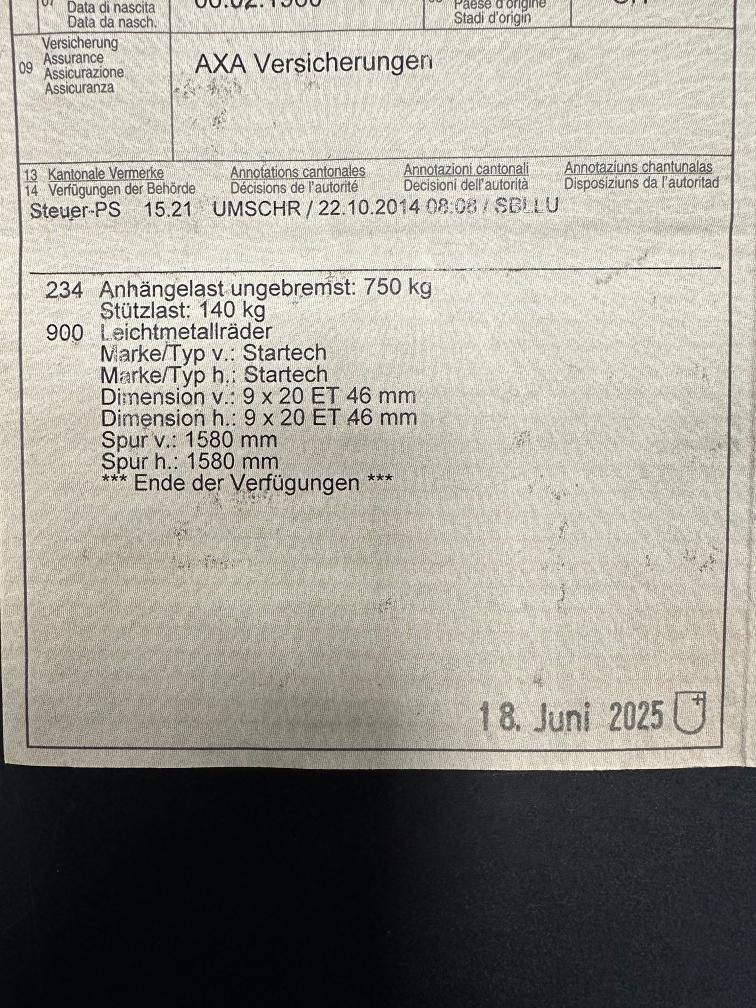 07 Data di nascita
Data da nasch.
Paese d'origine
Stadi d'origin
09 Versicherung
Assurance
Assicurazione
Assicuranza
AXA Versicherungen
13 Kantonale Vermerke Annotations cantonales Annotazioni cantonali Annotaziuns chantunalas
14 Verfügungen der Behörde Décisions de l'autorité Decisioni dell'autorità Disposiziuns da l'autoritad
Steuer-PS 15.21 UMSCHR / 22.10.2014 08:08 /
234 Anhängelast ungebremst: 750 kg
Stützlast: 140 kg
900 Leichtmetallräder
Marke/Typ v.: Startech
Marke/Typ h.: Startech
Dimension v.: 9 x 20 ET 46 mm
Dimension h.: 9 x 20 ET 46 mm
Spur v.: 1580 mm
Spur h.: 1580 mm
*** Ende der Verfügungen ***
18. Juni 2025